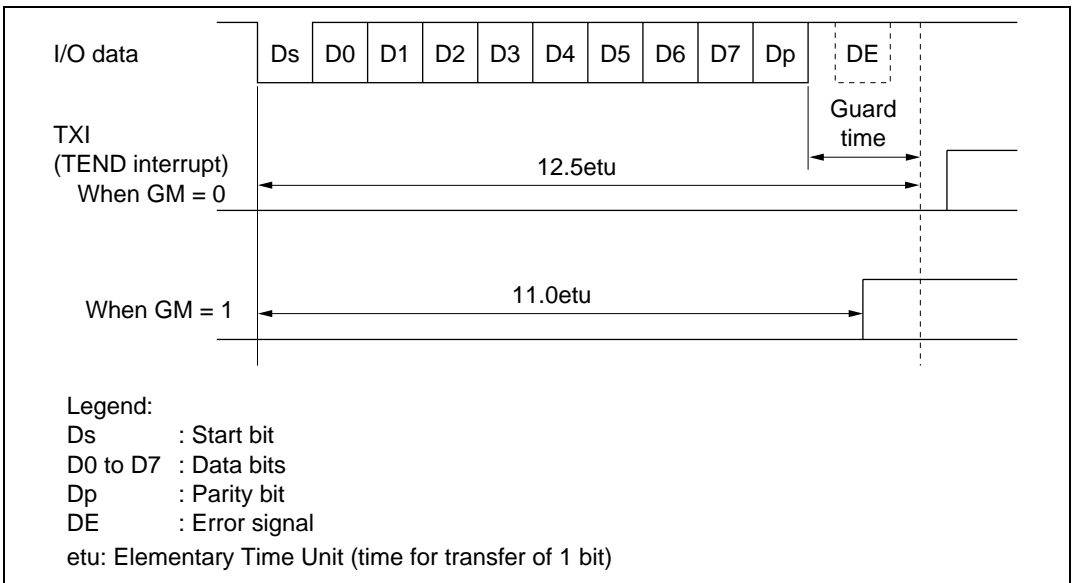 I/O data
Ds D0 D1 D2 D3 D4 D5 D6 D7 Dp DE
Guard
time
TXI
(TEND interrupt)
When GM = 0
12.5etu
When GM = 1
11.0etu
Legend:
Ds : Start bit
D0 to D7 : Data bits
Dp : Parity bit
DE : Error signal
etu: Elementary Time Unit (time for transfer of 1 bit)